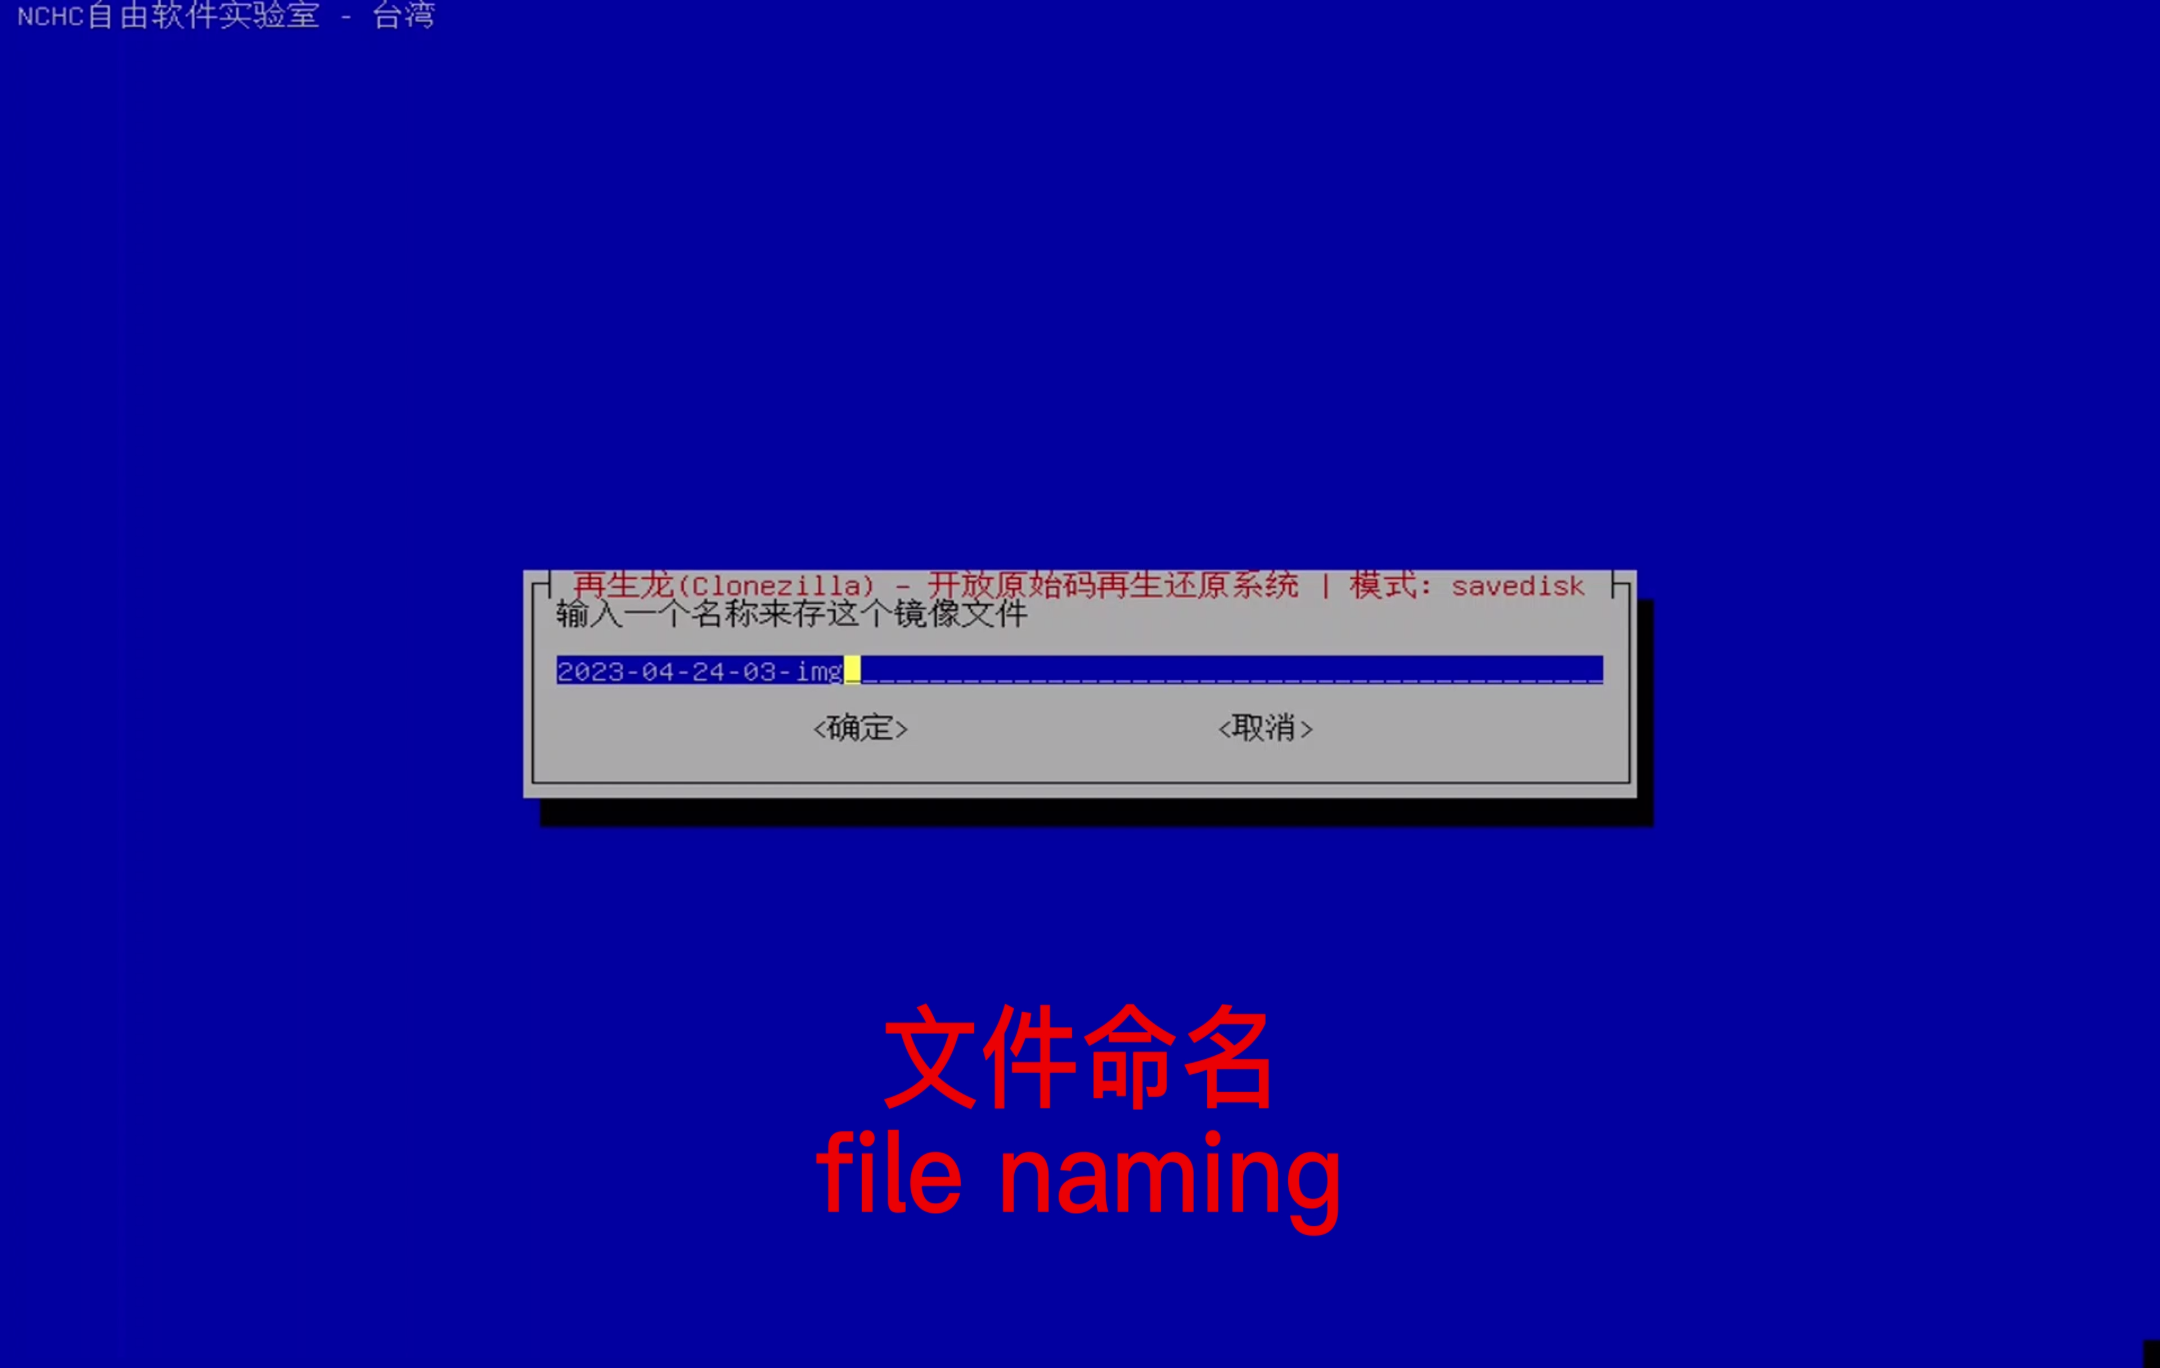 NCHC自由软件实验室 - 台湾
再生龙(Clonezilla) - 开放原始码再生还原系统 | 模式: savedisk
输入一个名称来存这个镜像文件
2023-04-24-03-img
<确定> <取消>
文件命名
file naming